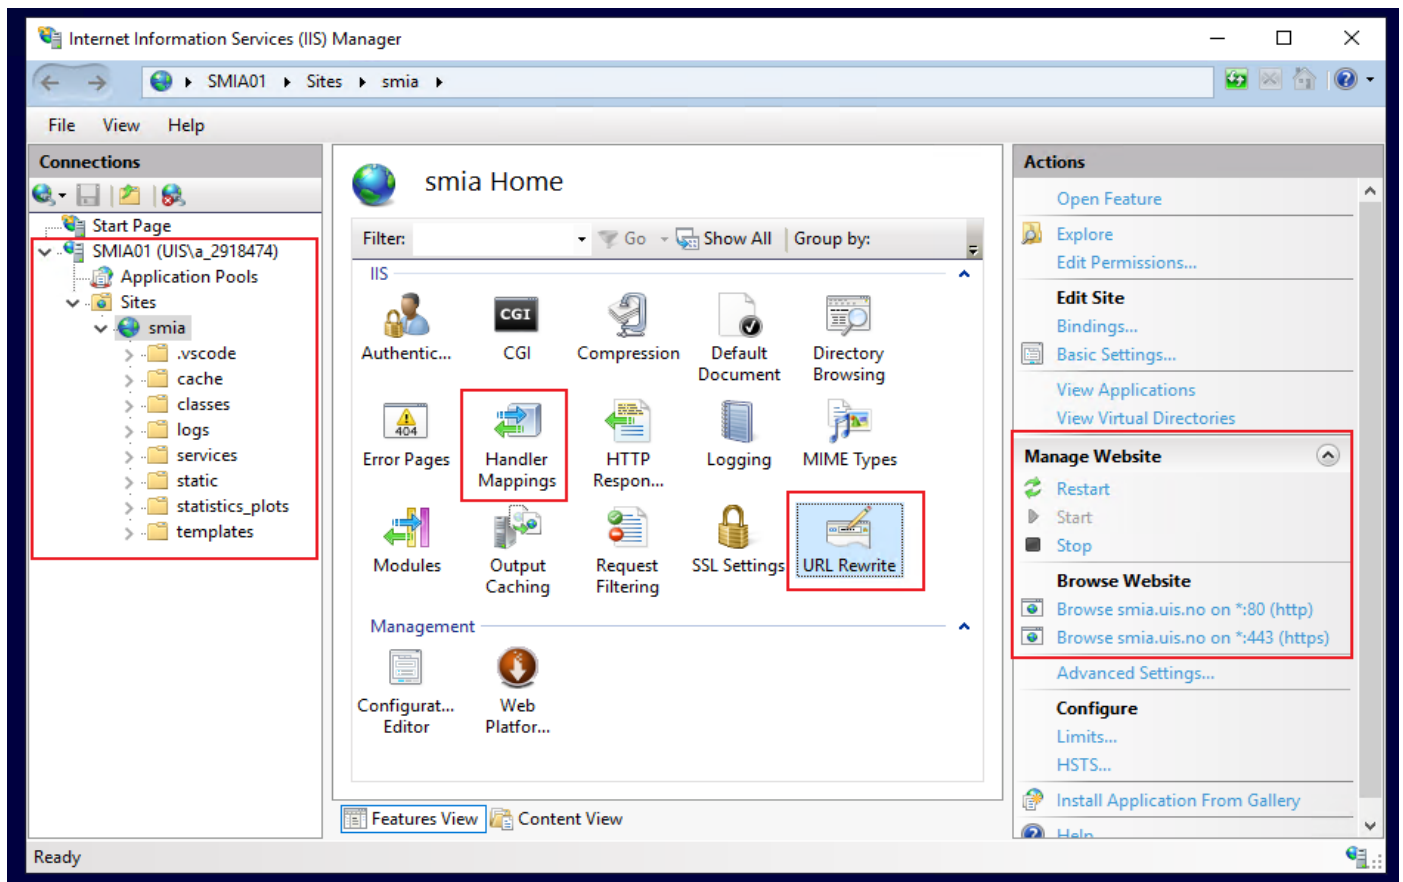 Internet Information Services (IIS) Manager
SMIA01 Sites smia
File View Help
Connections
Start Page
SMIA01 (UIS\a_2918474)
Application Pools
Sites
smia
.vscode
cache
classes
logs
services
static
statistics_plots
templates
smia Home
Filter: Go Show All Group by:
IIS
Authentic... CGI Compression Default Document Directory Browsing
CGI
404
Error Pages Handler Mappings HTTP Respon... Logging MIME Types
Modules Output Caching Request Filtering SSL Settings URL Rewrite
Management
Configurat... Editor Web Platfor...
Features View Content View
Actions
Open Feature
Explore
Edit Permissions...
Edit Site
Bindings...
Basic Settings...
View Applications
View Virtual Directories
Manage Website
Restart
Start
Stop
Browse Website
Browse smia.uis.no on *:80 (http)
Browse smia.uis.no on *:443 (https)
Advanced Settings...
Configure
Limits...
HSTS...
Install Application From Gallery
Help
Ready